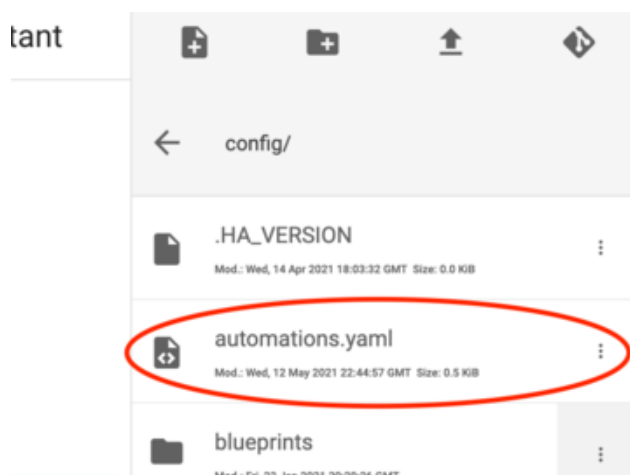 tant
config/
.HA_VERSION
Mod.: Wed, 14 Apr 2021 18:03:32 GMT Size: 0.0 KiB
automations.yaml
Mod.: Wed, 12 May 2021 22:44:57 GMT Size: 0.5 KiB
blueprints